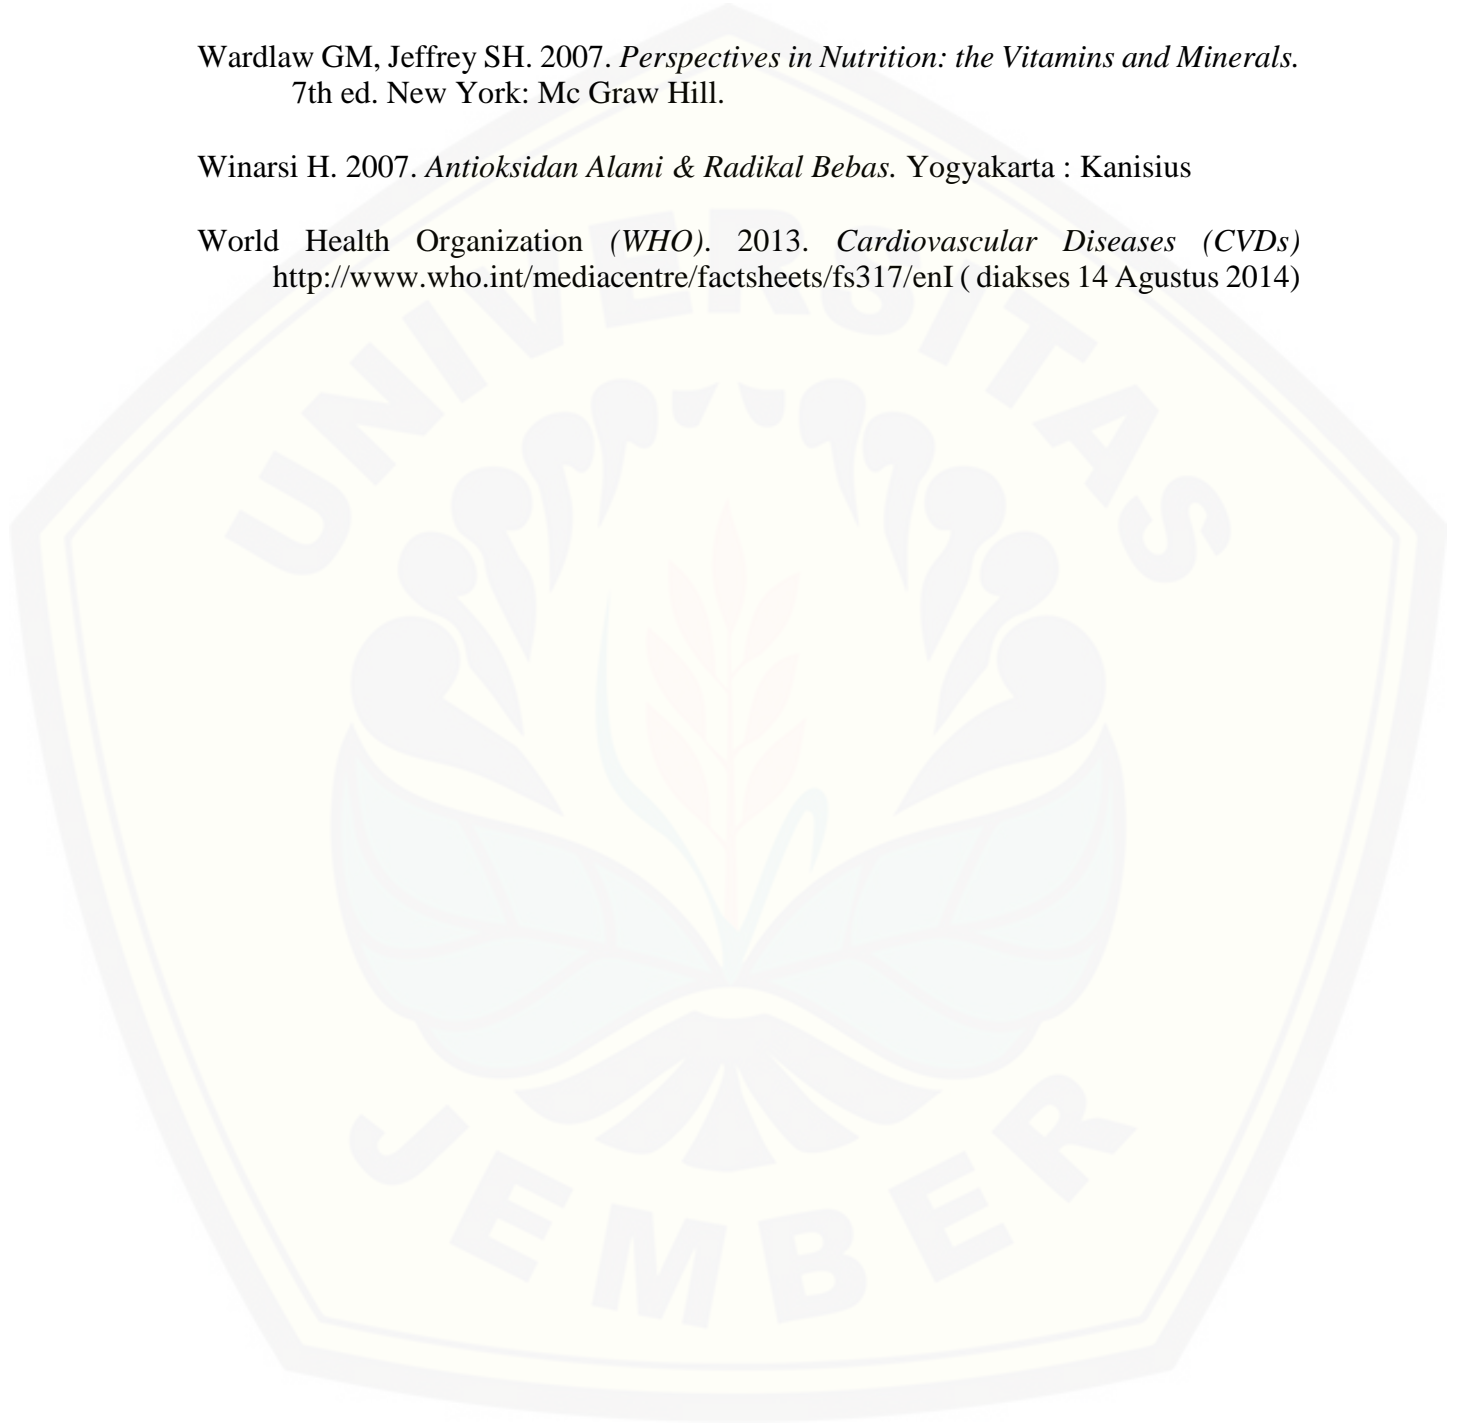 Wardlaw GM, Jeffrey SH. 2007. Perspectives in Nutrition: the Vitamins and Minerals.
7th ed. New York: Mc Graw Hill.
Winarsi H. 2007. Antioksidan Alami & Radikal Bebas. Yogyakarta : Kanisius
World Health Organization (WHO). 2013. Cardiovascular Diseases (CVDs)
http://www.who.int/mediacentre/factsheets/fs317/enI ( diakses 14 Agustus 2014)
UNIVERSITAS
JEMBER